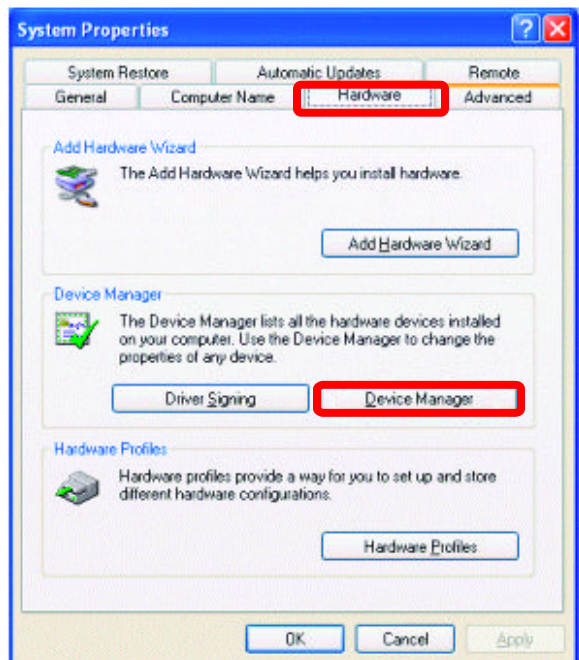 System Properties
System Restore Automatic Updates Remote
General Computer Name Hardware Advanced
Add Hardware Wizard
The Add Hardware Wizard helps you install hardware.
Add Hardware Wizard
Device Manager
The Device Manager lists all the hardware devices installed
on your computer. Use the Device Manager to change the
properties of any device.
Driver Signing Device Manager
Hardware Profiles
Hardware profiles provide a way for you to set up and store
different hardware configurations.
Hardware Profiles
OK Cancel Apply